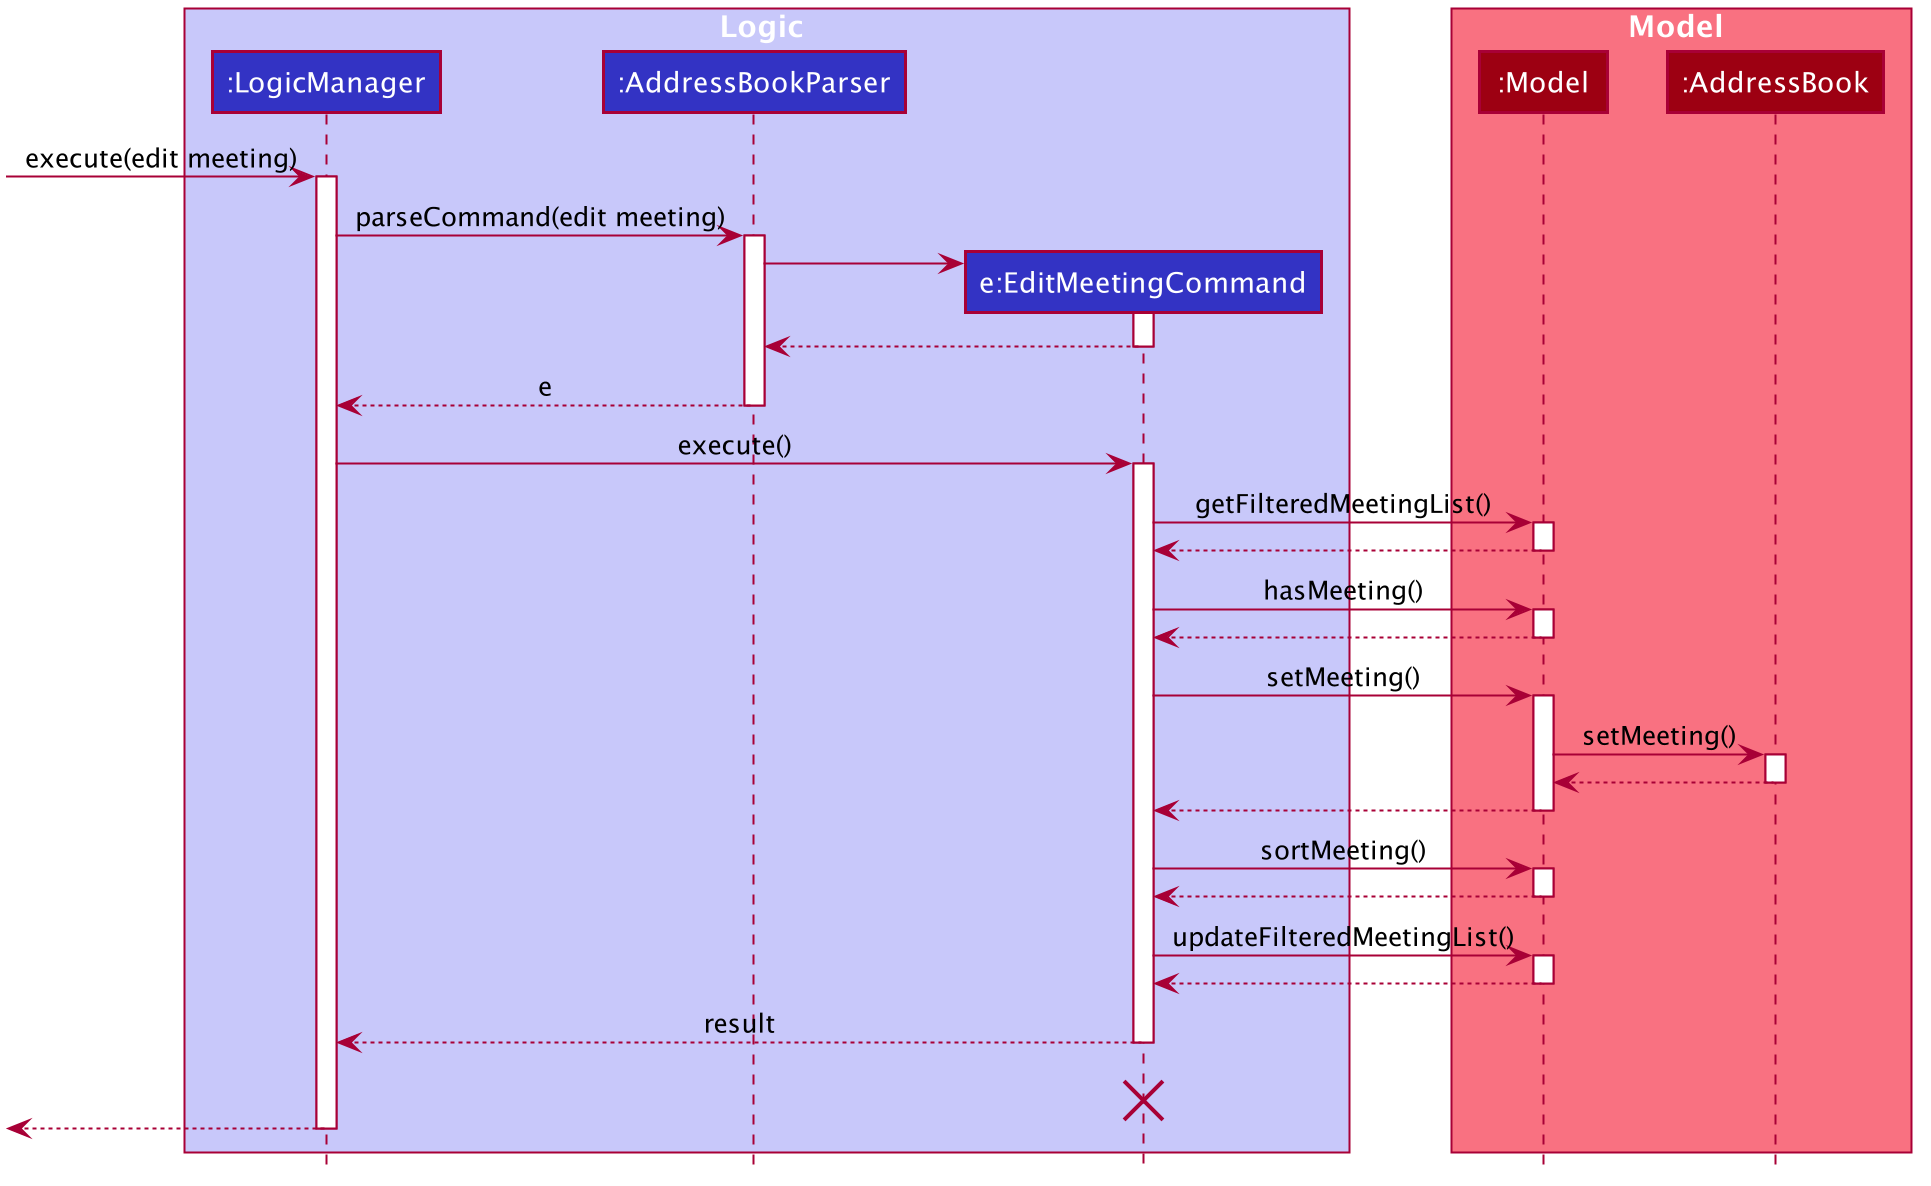 Logic
Model
:LogicManager
:AddressBookParser
:Model
:AddressBook
execute(edit meeting)
parseCommand(edit meeting)
e:EditMeetingCommand
e
execute()
getFilteredMeetingList()
hasMeeting()
setMeeting()
setMeeting()
sortMeeting()
updateFilteredMeetingList()
result